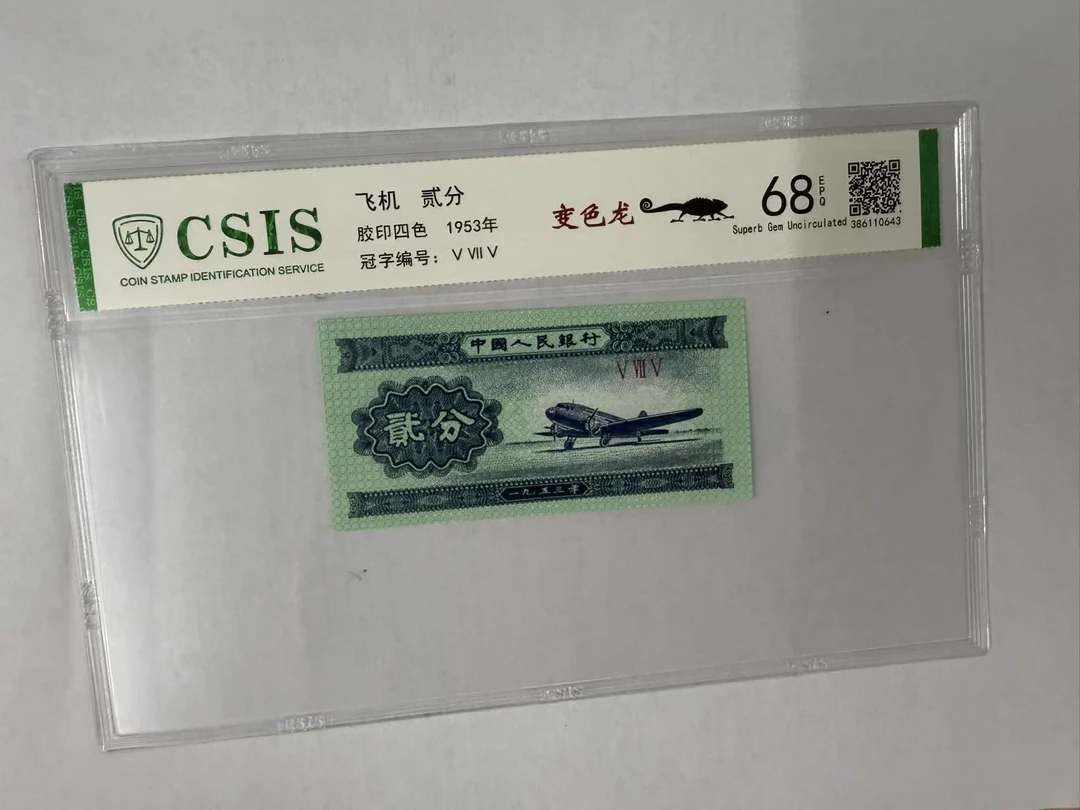 CSIS
COIN STAMP IDENTIFICATION SERVICE
飞机 贰分
胶印四色 1953年
冠字编号: V VII V
变色龙
68 EPQ
Superb Gem Uncirculated
386110643
中國人民銀行
V VII V
貳分
一九五三年